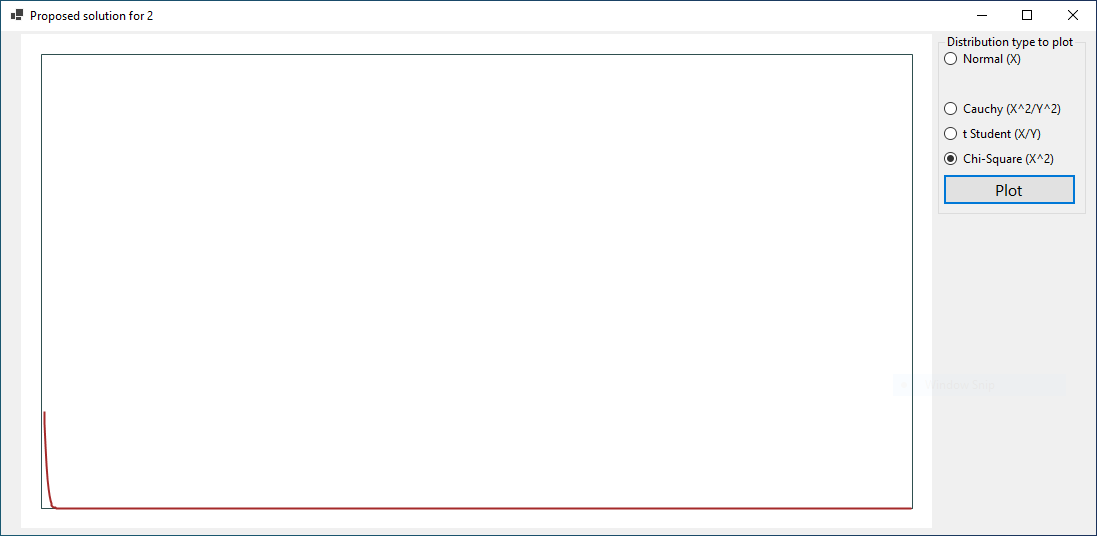 Proposed solution for 2
Distribution type to plot
Normal (X)
Cauchy (X^2/Y^2)
t Student (X/Y)
Chi-Square (X^2)
Plot